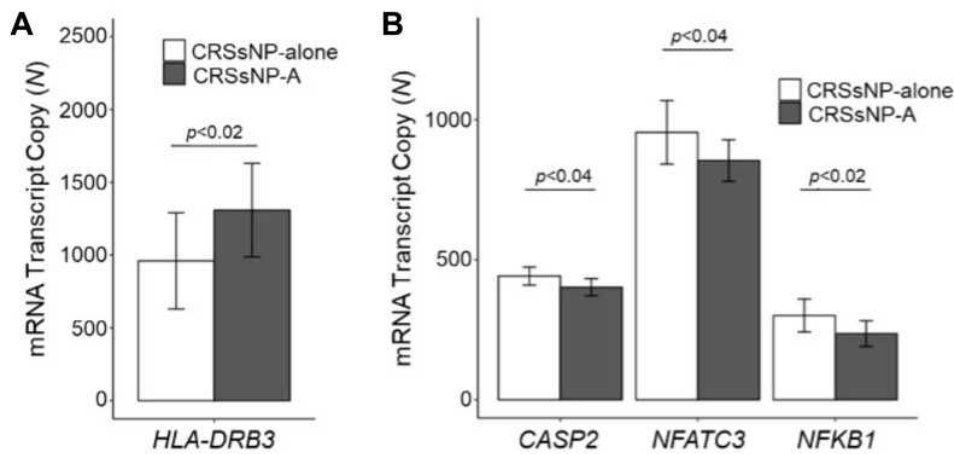 A
mRNA Transcript Copy (N)
2500
2000
1500
1000
500
0
CRSsNP-alone
CRSsNP-A
p<0.02
HLA-DRB3
B
mRNA Transcript Copy (N)
1000
500
0
p<0.04
p<0.04
p<0.02
CRSsNP-alone
CRSsNP-A
CASP2 NFATC3 NFKB1